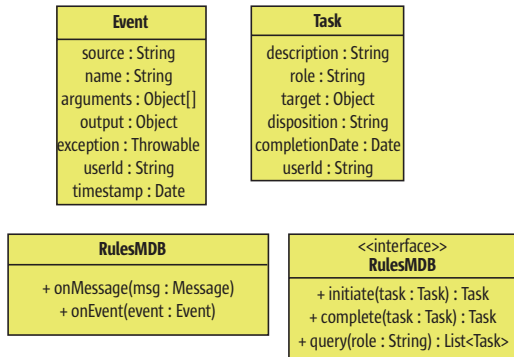 Event
source : String
name : String
arguments : Object[]
output : Object
exception : Throwable
userId : String
timestamp : Date
Task
description : String
role : String
target : Object
disposition : String
completionDate : Date
userId : String
RulesMDB
+ onMessage(msg : Message)
+ onEvent(event : Event)
<<interface>>
RulesMDB
+ initiate(task : Task) : Task
+ complete(task : Task) : Task
+ query(role : String) : List<Task>